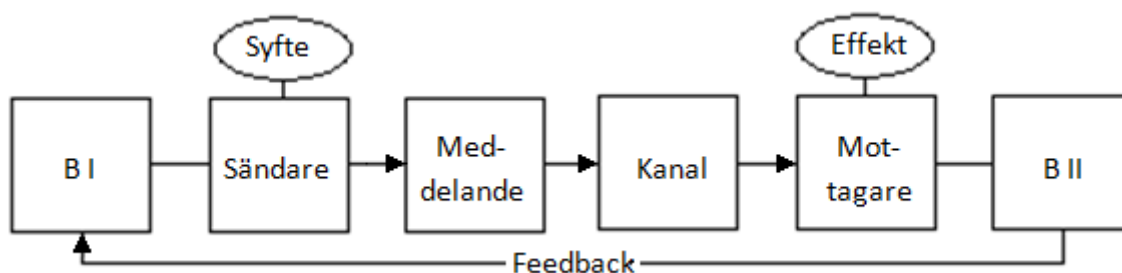 Syfte
Effekt
B I
Sändare
Med-
delande
Kanal
Mot-
tagare
B II
Feedback